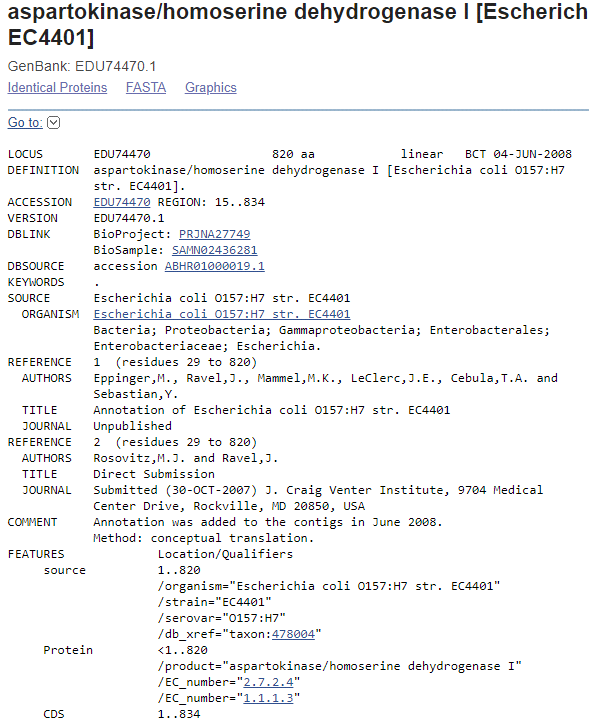 aspartokinase/homoserine dehydrogenase I [Escherich
EC4401]
GenBank: EDU74470.1
Identical Proteins FASTA Graphics
Go to:
LOCUS EDU74470 820 aa linear BCT 04-JUN-2008
DEFINITION aspartokinase/homoserine dehydrogenase I [Escherichia coli O157:H7
str. EC4401].
ACCESSION EDU74470 REGION: 15..834
VERSION EDU74470.1
DBLINK BioProject: PRJNA27749
BioSample: SAMN02436281
DBSOURCE accession ABHR01000019.1
KEYWORDS .
SOURCE Escherichia coli O157:H7 str. EC4401
ORGANISM Escherichia coli O157:H7 str. EC4401
Bacteria; Proteobacteria; Gammaproteobacteria; Enterobacterales;
Enterobacteriaceae; Escherichia.
REFERENCE 1 (residues 29 to 820)
AUTHORS Eppinger,M., Ravel,J., Mammel,M.K., LeClerc,J.E., Cebula,T.A. and
Sebastian,Y.
TITLE Annotation of Escherichia coli O157:H7 str. EC4401
JOURNAL Unpublished
REFERENCE 2 (residues 29 to 820)
AUTHORS Rosovitz,M.J. and Ravel,J.
TITLE Direct Submission
JOURNAL Submitted (30-OCT-2007) J. Craig Venter Institute, 9704 Medical
Center Drive, Rockville, MD 20850, USA
COMMENT Annotation was added to the contigs in June 2008.
Method: conceptual translation.
FEATURES Location/Qualifiers
source 1..820
/organism="Escherichia coli O157:H7 str. EC4401"
/strain="EC4401"
/serovar="O157:H7"
/db_xref="taxon:478004"
Protein <1..820
/product="aspartokinase/homoserine dehydrogenase I"
/EC_number="2.7.2.4"
/EC_number="1.1.1.3"
CDS 1..834